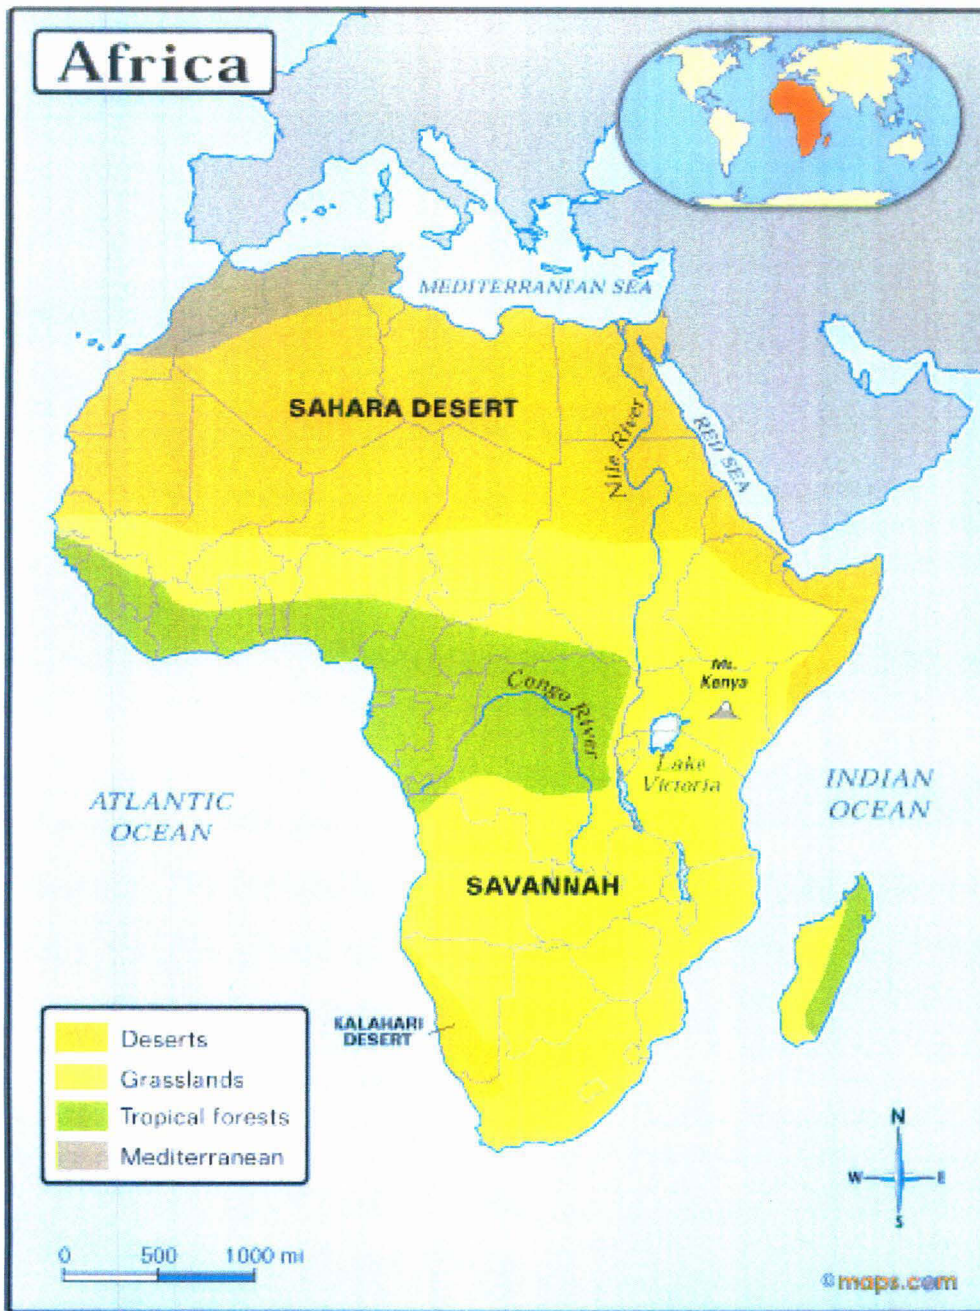 Africa
MEDITERRANEAN SEA
SAHARA DESERT
Nile River
RED SEA
Mt.
Kenya
Congo River
Lake
Victoria
ATLANTIC
OCEAN
INDIAN
OCEAN
SAVANNAH
KALAHARI
DESERT
Deserts
Grasslands
Tropical forests
Mediterranean
N
W
E
S
0 500 1000 mi
©maps.com